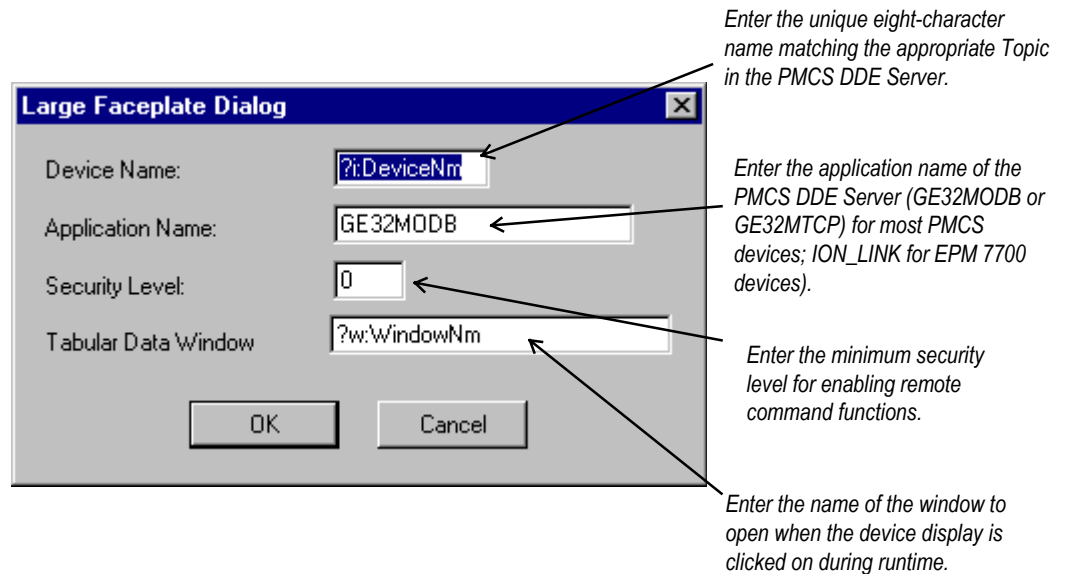 Enter the unique eight-character
name matching the appropriate Topic
in the PMCS DDE Server.
Large Faceplate Dialog
Device Name:
?i:DeviceNm
Enter the application name of the
PMCS DDE Server (GE32MODB or
GE32MTCP) for most PMCS
devices; ION_LINK for EPM 7700
devices).
Application Name:
GE32MODB
Security Level:
0
Tabular Data Window
?w:WindowNm
Enter the minimum security
level for enabling remote
command functions.
OK
Cancel
Enter the name of the window to
open when the device display is
clicked on during runtime.